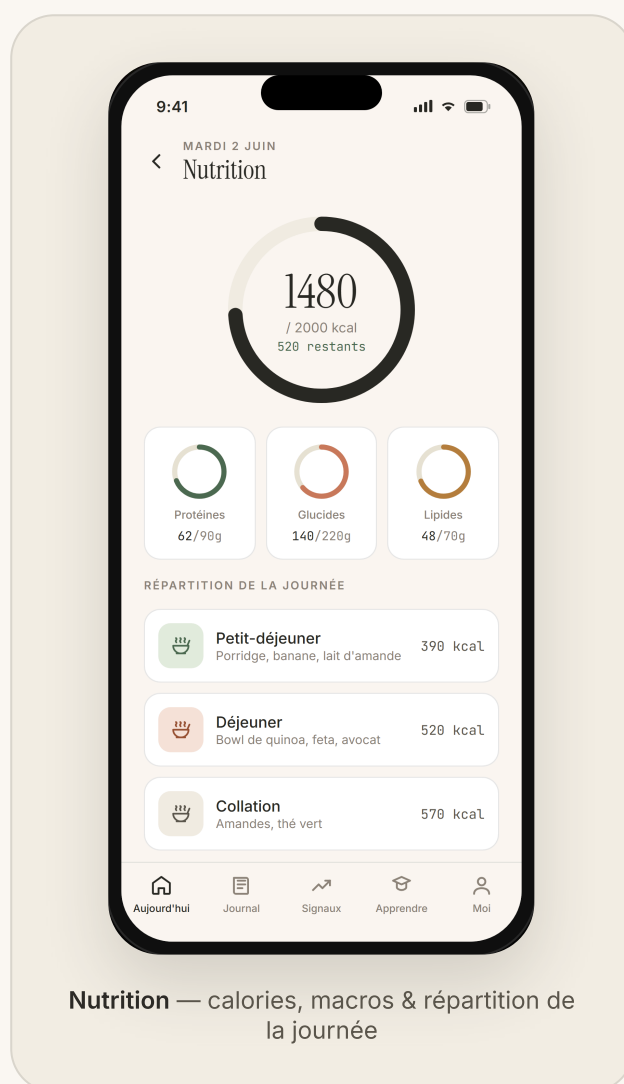 9:41
MARDI 2 JUIN
Nutrition
1480
/ 2000 kcal
520 restants
Protéines
62/90g
Glucides
140/220g
Lipides
48/70g
RÉPARTITION DE LA JOURNÉE
Petit-déjeuner
Porridge, banane, lait d'amande
390 kcal
Déjeuner
Bowl de quinoa, feta, avocat
520 kcal
Collation
Amandes, thé vert
570 kcal
Aujourd'hui
Journal
Signaux
Apprendre
Moi
Nutrition — calories, macros & répartition de
la journée